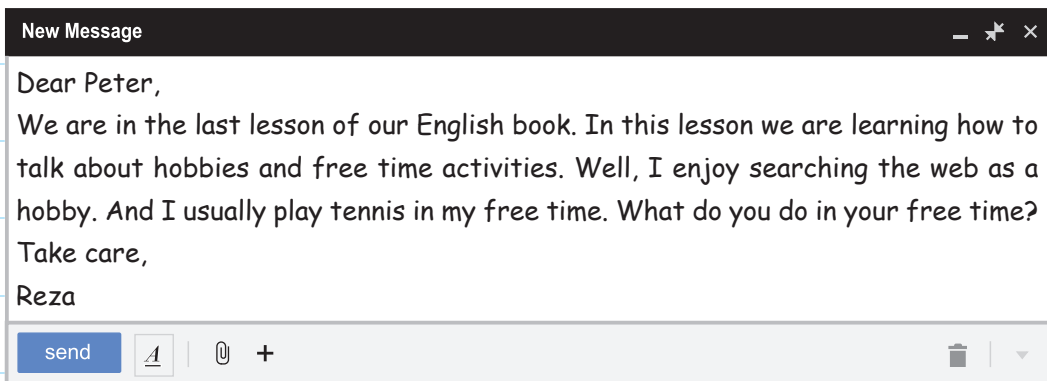 New Message
Dear Peter,
We are in the last lesson of our English book. In this lesson we are learning how to
talk about hobbies and free time activities. Well, I enjoy searching the web as a
hobby. And I usually play tennis in my free time. What do you do in your free time?
Take care,
Reza
send A